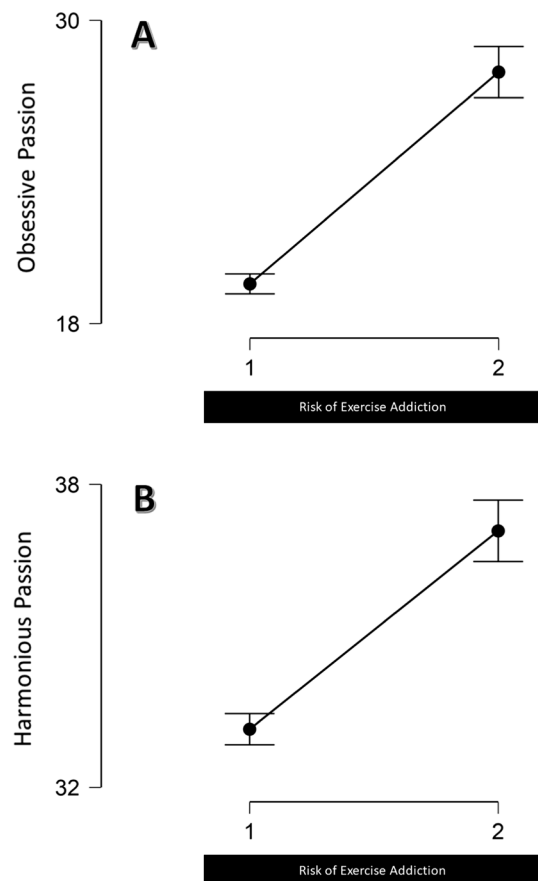 30
A
Obsessive Passion
18
1 2
Risk of Exercise Addiction
38
B
Harmonious Passion
32
1 2
Risk of Exercise Addiction